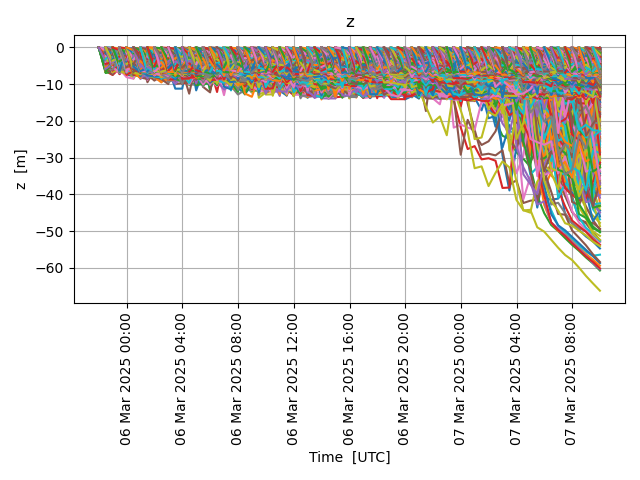 z
0
−10
−20
−30
−40
−50
−60
z [m]
06 Mar 2025 00:00
06 Mar 2025 04:00
06 Mar 2025 08:00
06 Mar 2025 12:00
06 Mar 2025 16:00
06 Mar 2025 20:00
07 Mar 2025 00:00
07 Mar 2025 04:00
07 Mar 2025 08:00
Time [UTC]